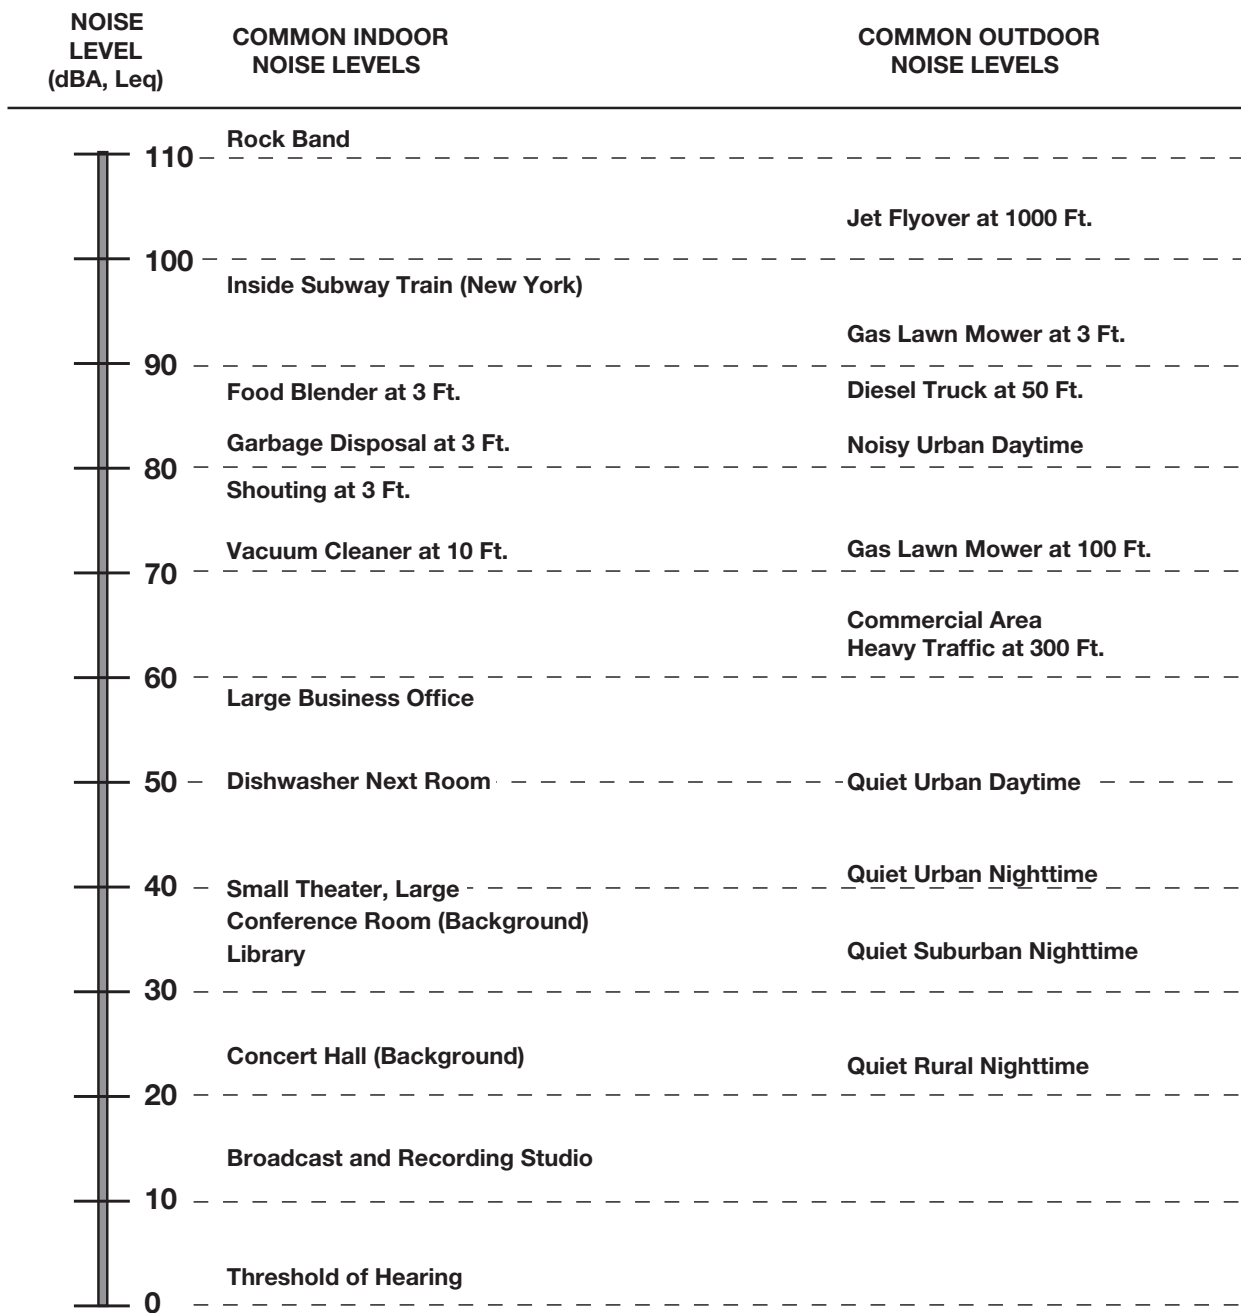 NOISE
LEVEL
(dBA, Leq)
COMMON INDOOR
NOISE LEVELS
COMMON OUTDOOR
NOISE LEVELS
Rock Band
110
Jet Flyover at 1000 Ft.
100
Inside Subway Train (New York)
Gas Lawn Mower at 3 Ft.
90
Food Blender at 3 Ft.
Diesel Truck at 50 Ft.
Garbage Disposal at 3 Ft.
Noisy Urban Daytime
80
Shouting at 3 Ft.
Vacuum Cleaner at 10 Ft.
Gas Lawn Mower at 100 Ft.
70
Commercial Area
Heavy Traffic at 300 Ft.
60
Large Business Office
50
Dishwasher Next Room
Quiet Urban Daytime
Quiet Urban Nighttime
40
Small Theater, Large
Conference Room (Background)
Library
Quiet Suburban Nighttime
30
Concert Hall (Background)
Quiet Rural Nighttime
20
Broadcast and Recording Studio
10
Threshold of Hearing
0